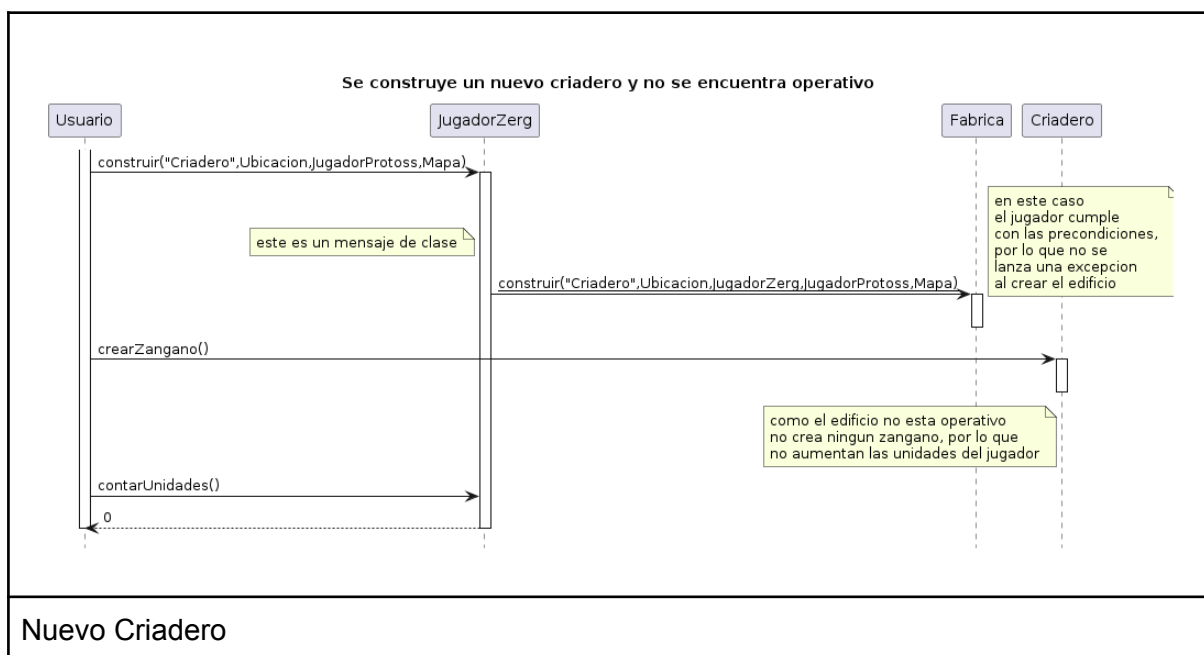 Se construye un nuevo criadero y no se encuentra operativo
Usuario
JugadorZerg
Fabrica
Criadero
construir("Criadero",Ubicacion,JugadorProtoss,Mapa)
en este caso
el jugador cumple
con las precondiciones,
por lo que no se
lanza una excepcion
al crear el edificio
este es un mensaje de clase
construir("Criadero",Ubicacion,JugadorZerg,JugadorProtoss,Mapa)
crearZangano()
como el edificio no esta operativo
no crea ningun zangano, por lo que
no aumentan las unidades del jugador
contarUnidades()
0
Nuevo Criadero